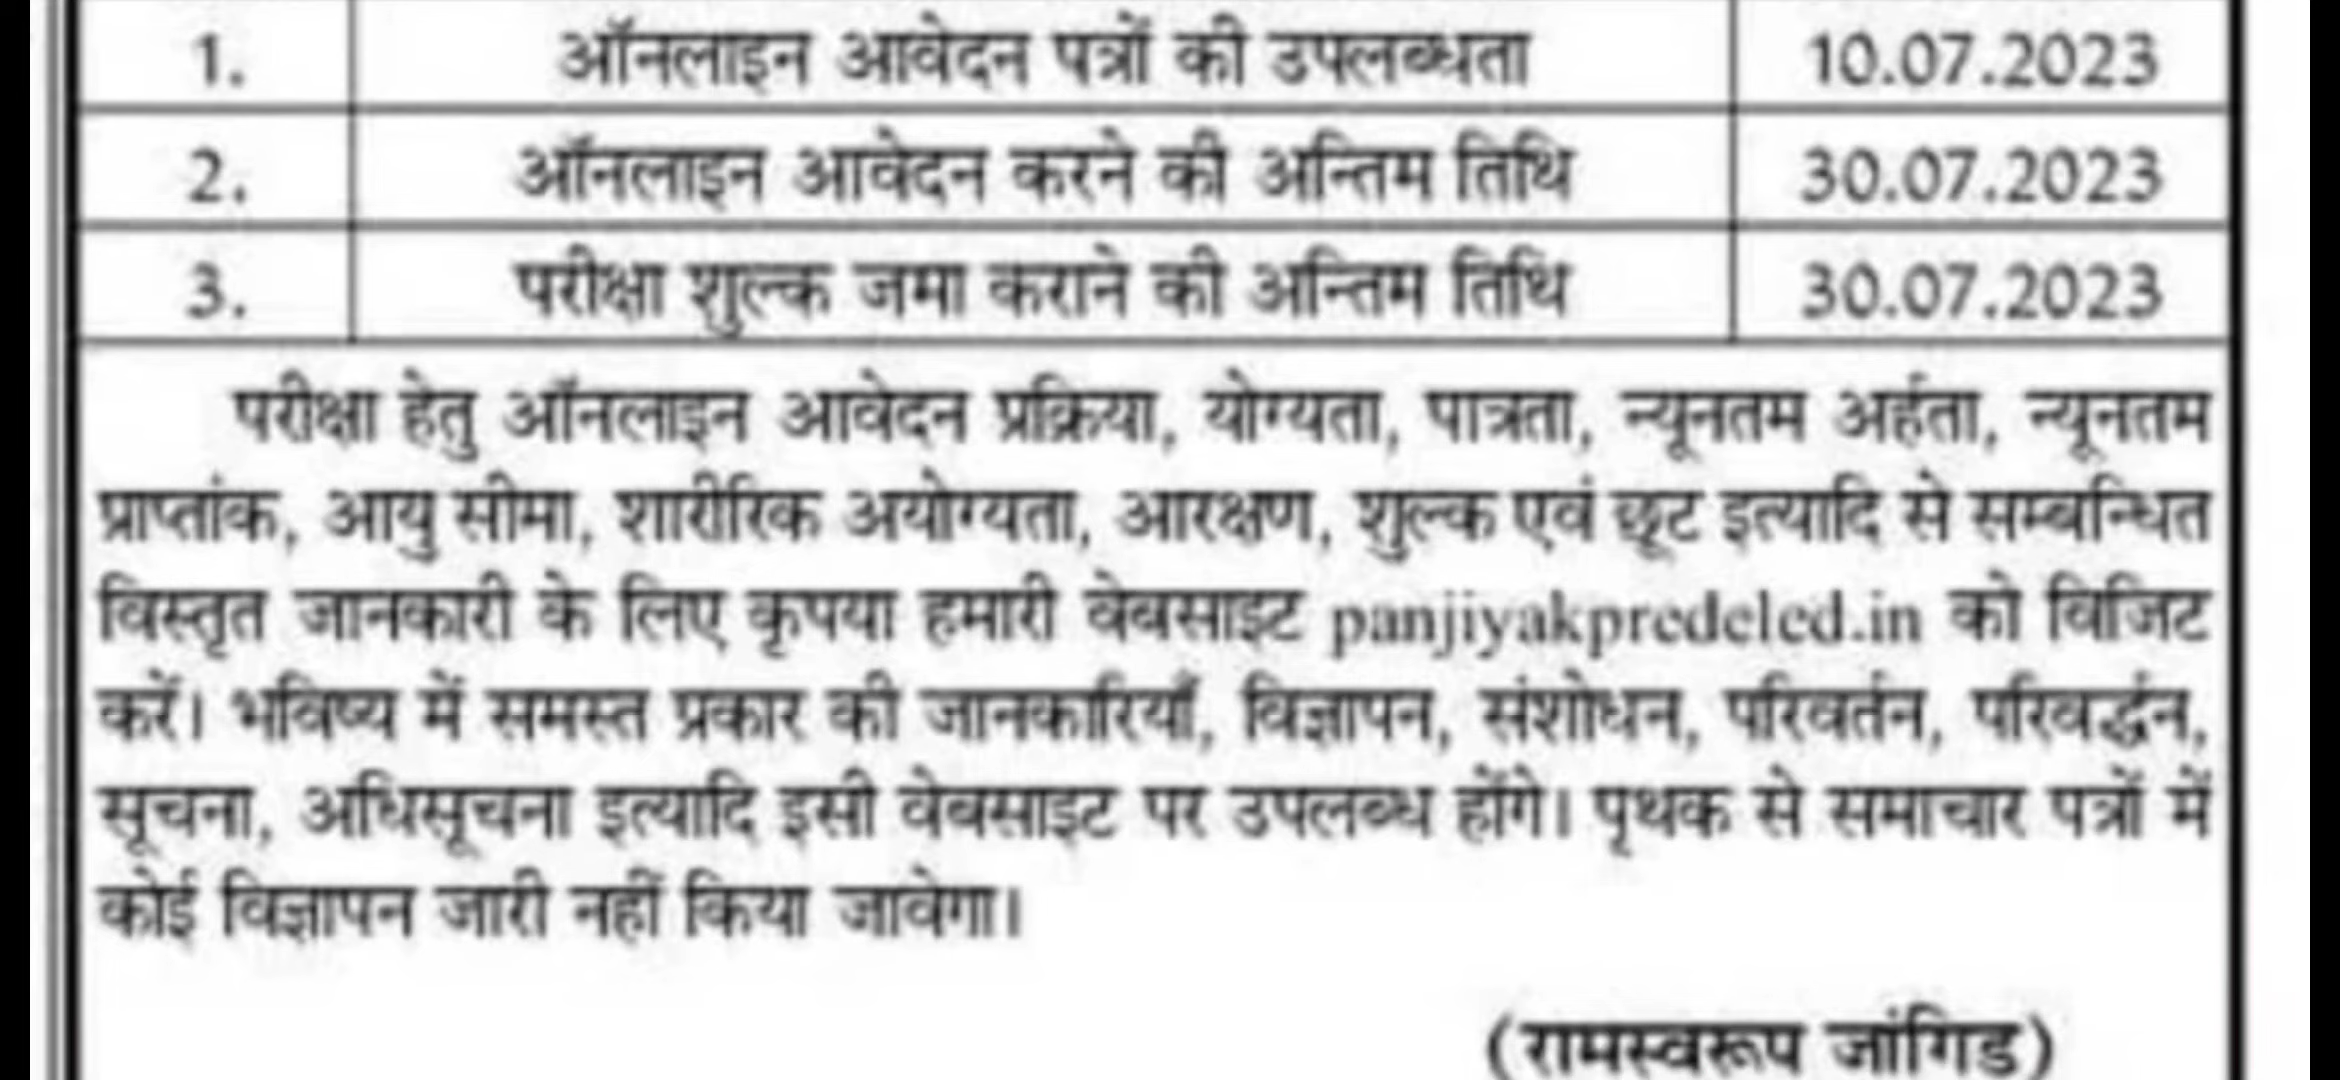 1. ऑनलाइन आवेदन पत्रों की उपलब्धता 10.07.2023
2. ऑनलाइन आवेदन करने की अन्तिम तिथि 30.07.2023
3. परीक्षा शुल्क जमा कराने की अन्तिम तिथि 30.07.2023
परीक्षा हेतु ऑनलाइन आवेदन प्रक्रिया, योग्यता, पात्रता, न्यूनतम अर्हता, न्यूनतम
प्राप्तांक, आयु सीमा, शारीरिक अयोग्यता, आरक्षण, शुल्क एवं छूट इत्यादि से सम्बन्धित
विस्तृत जानकारी के लिए कृपया हमारी वेबसाइट panjiyakpredeled.in को विजिट
करें। भविष्य में समस्त प्रकार की जानकारियाँ, विज्ञापन, संशोधन, परिवर्तन, परिवर्द्धन,
सूचना, अधिसूचना इत्यादि इसी वेबसाइट पर उपलब्ध होंगे। पृथक से समाचार पत्रों में
कोई विज्ञापन जारी नहीं किया जावेगा।
(रामस्वरूप जांगिड)